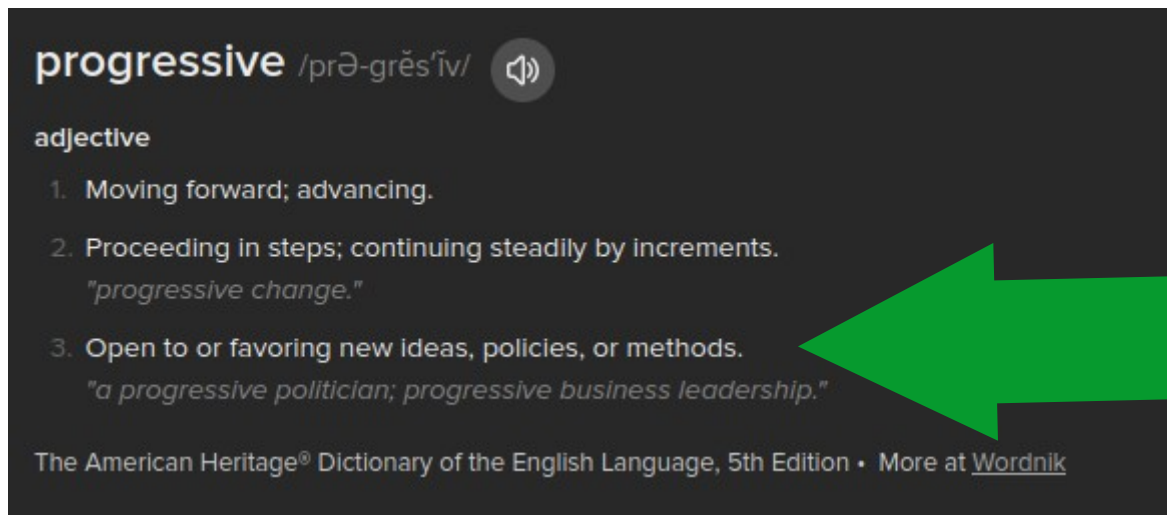 progressive /prə-grĕs′ĭv/
adjective
1. Moving forward; advancing.
2. Proceeding in steps; continuing steadily by increments.
"progressive change."
3. Open to or favoring new ideas, policies, or methods.
"a progressive politician; progressive business leadership."
The American Heritage® Dictionary of the English Language, 5th Edition • More at Wordnik